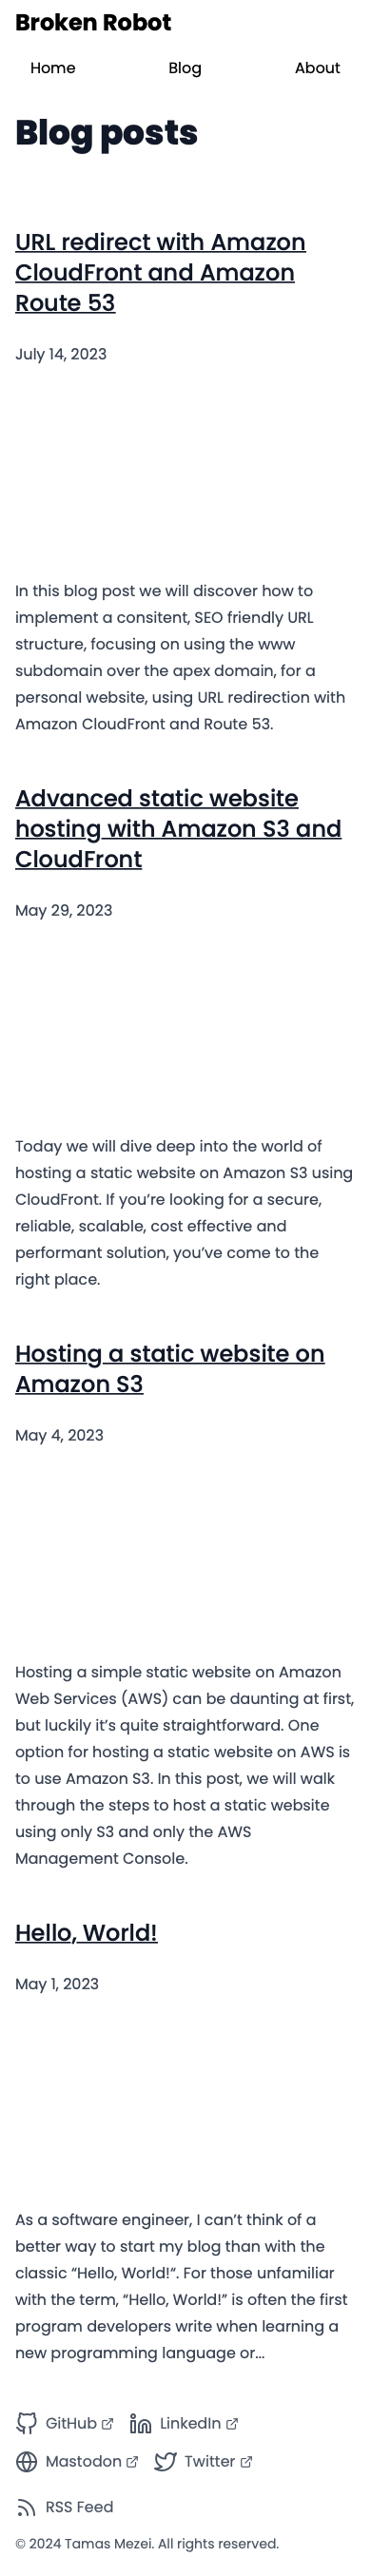 Broken Robot
Home Blog About
Blog posts
URL redirect with Amazon
CloudFront and Amazon
Route 53
July 14, 2023
In this blog post we will discover how to
implement a consitent, SEO friendly URL
structure, focusing on using the www
subdomain over the apex domain, for a
personal website, using URL redirection with
Amazon CloudFront and Route 53.
Advanced static website
hosting with Amazon S3 and
CloudFront
May 29, 2023
Today we will dive deep into the world of
hosting a static website on Amazon S3 using
CloudFront. If you’re looking for a secure,
reliable, scalable, cost effective and
performant solution, you’ve come to the
right place.
Hosting a static website on
Amazon S3
May 4, 2023
Hosting a simple static website on Amazon
Web Services (AWS) can be daunting at first,
but luckily it’s quite straightforward. One
option for hosting a static website on AWS is
to use Amazon S3. In this post, we will walk
through the steps to host a static website
using only S3 and only the AWS
Management Console.
Hello, World!
May 1, 2023
As a software engineer, I can’t think of a
better way to start my blog than with the
classic “Hello, World!“. For those unfamiliar
with the term, “Hello, World!” is often the first
program developers write when learning a
new programming language or...
GitHub LinkedIn
Mastodon Twitter
RSS Feed
© 2024 Tamas Mezei. All rights reserved.